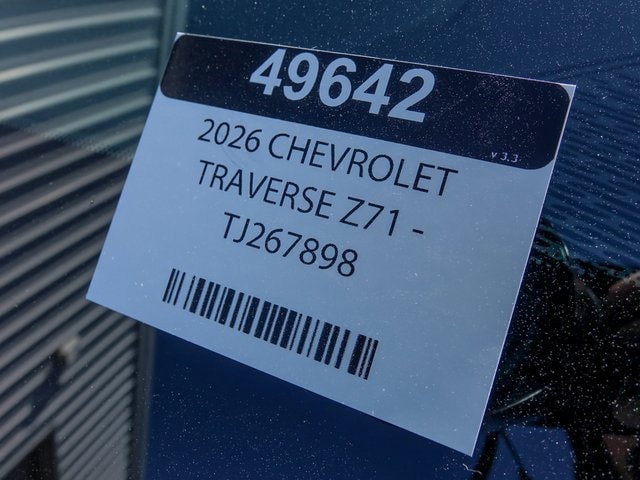 49642
v 3.3
2026 CHEVROLET
TRAVERSE Z71 -
TJ267898